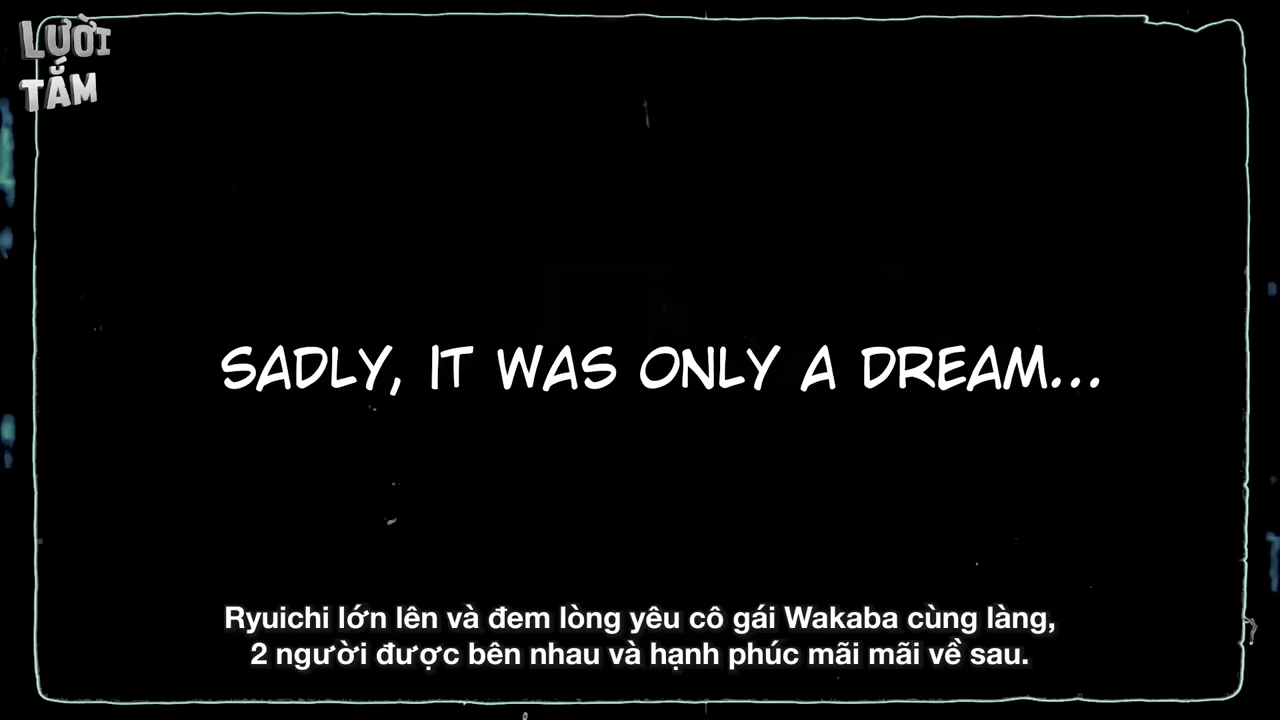 LƯỜI
TẮM
SADLY, IT WAS ONLY A DREAM...
Ryuichi lớn lên và đem lòng yêu cô gái Wakaba cùng làng,
2 người được bên nhau và hạnh phúc mãi mãi về sau.